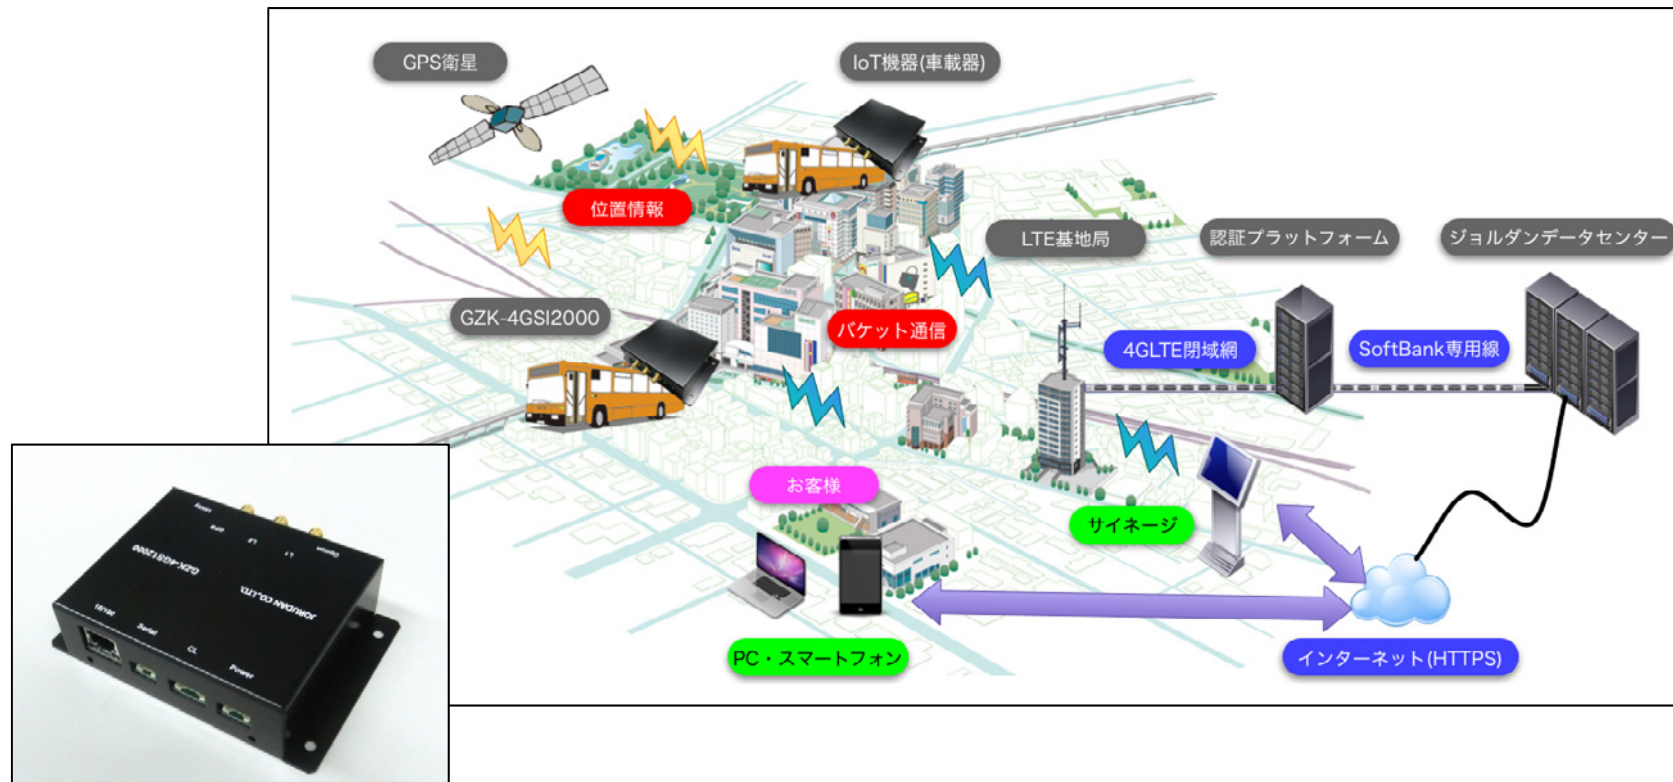 GPS衛星
IoT機器(車載器)
位置情報
LTE基地局
認証プラットフォーム
ジョルダンデータセンター
GZK-4GSI2000
パケット通信
4GLTE閉域網
SoftBank専用線
お客様
サイネージ
PC・スマートフォン
インターネット(HTTPS)
JORUDAN CO.,LTD.
GZK-4GS12000
10/100
Serial
CL
Power
L1